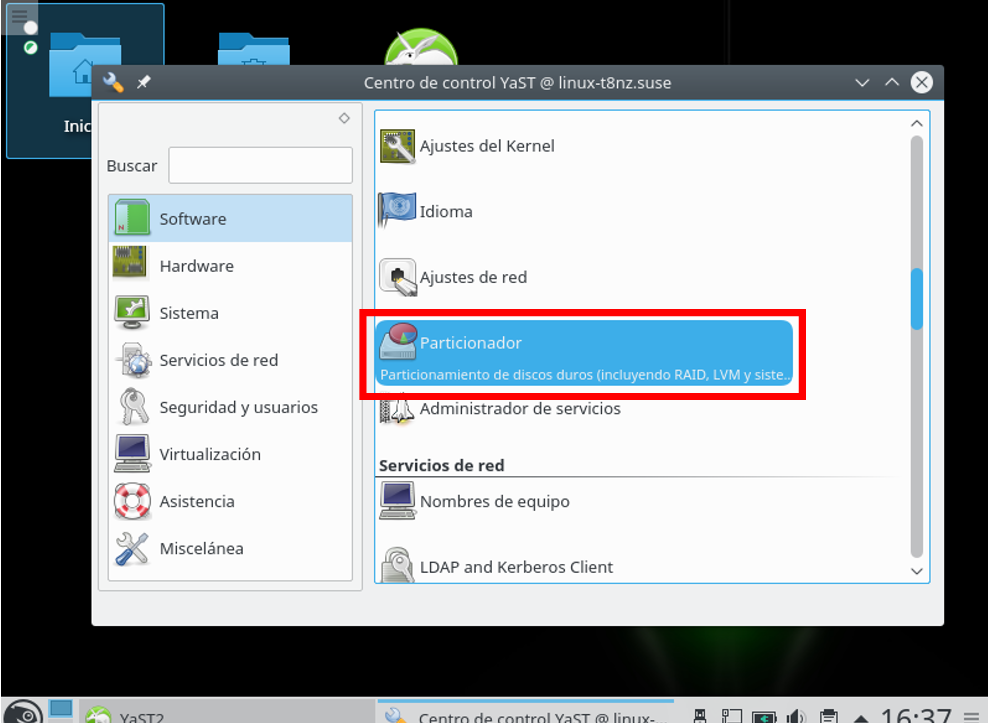 Centro de control YaST @ linux-t8nz.suse
Inic
Buscar
Software
Hardware
Sistema
Servicios de red
Seguridad y usuarios
Virtualización
Asistencia
Miscelánea
Ajustes del Kernel
Idioma
Ajustes de red
Particionador
Particionamiento de discos duros (incluyendo RAID, LVM y siste...
Administrador de servicios
Servicios de red
Nombres de equipo
LDAP and Kerberos Client
YaST2
Centro de control YaST @ linux-...
16:37